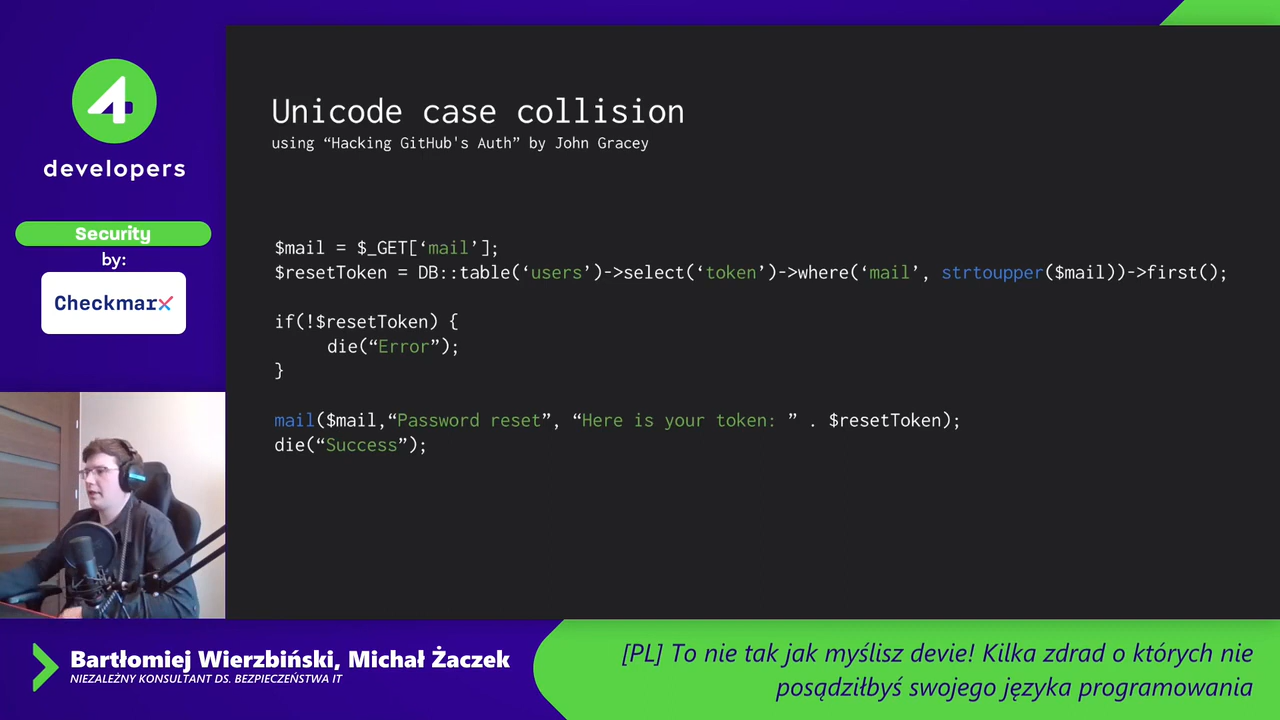 4
developers
Security
by:
Checkmarx
Unicode case collision
using “Hacking GitHub's Auth” by John Gracey
$mail = $_GET[‘mail’];
$resetToken = DB::table(‘users’)->select(‘token’)->where(‘mail’, strtoupper($mail))->first();
if(!$resetToken) {
die(“Error”);
}
mail($mail,“Password reset”, “Here is your token: ” . $resetToken);
die(“Success”);
Bartłomiej Wierzbiński, Michał Żaczek
NIEZALEŻNY KONSULTANT DS. BEZPIECZEŃSTWA IT
[PL] To nie tak jak myślisz devie! Kilka zdrad o których nie
posądziłbyś swojego języka programowania